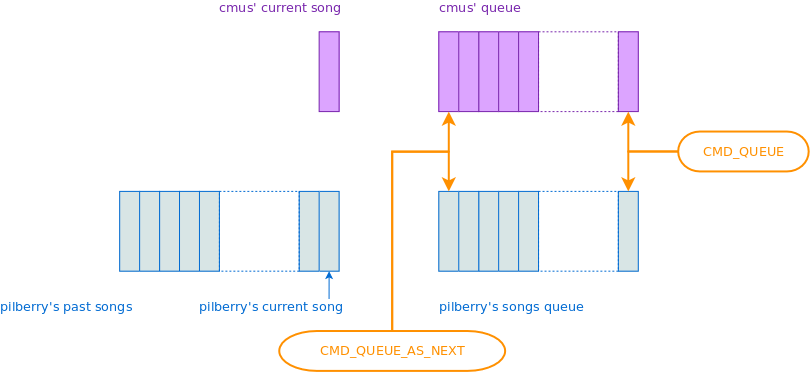 cmus' current song
cmus' queue
CMD_QUEUE
pilberry's past songs
pilberry's current song
pilberry's songs queue
CMD_QUEUE_AS_NEXT